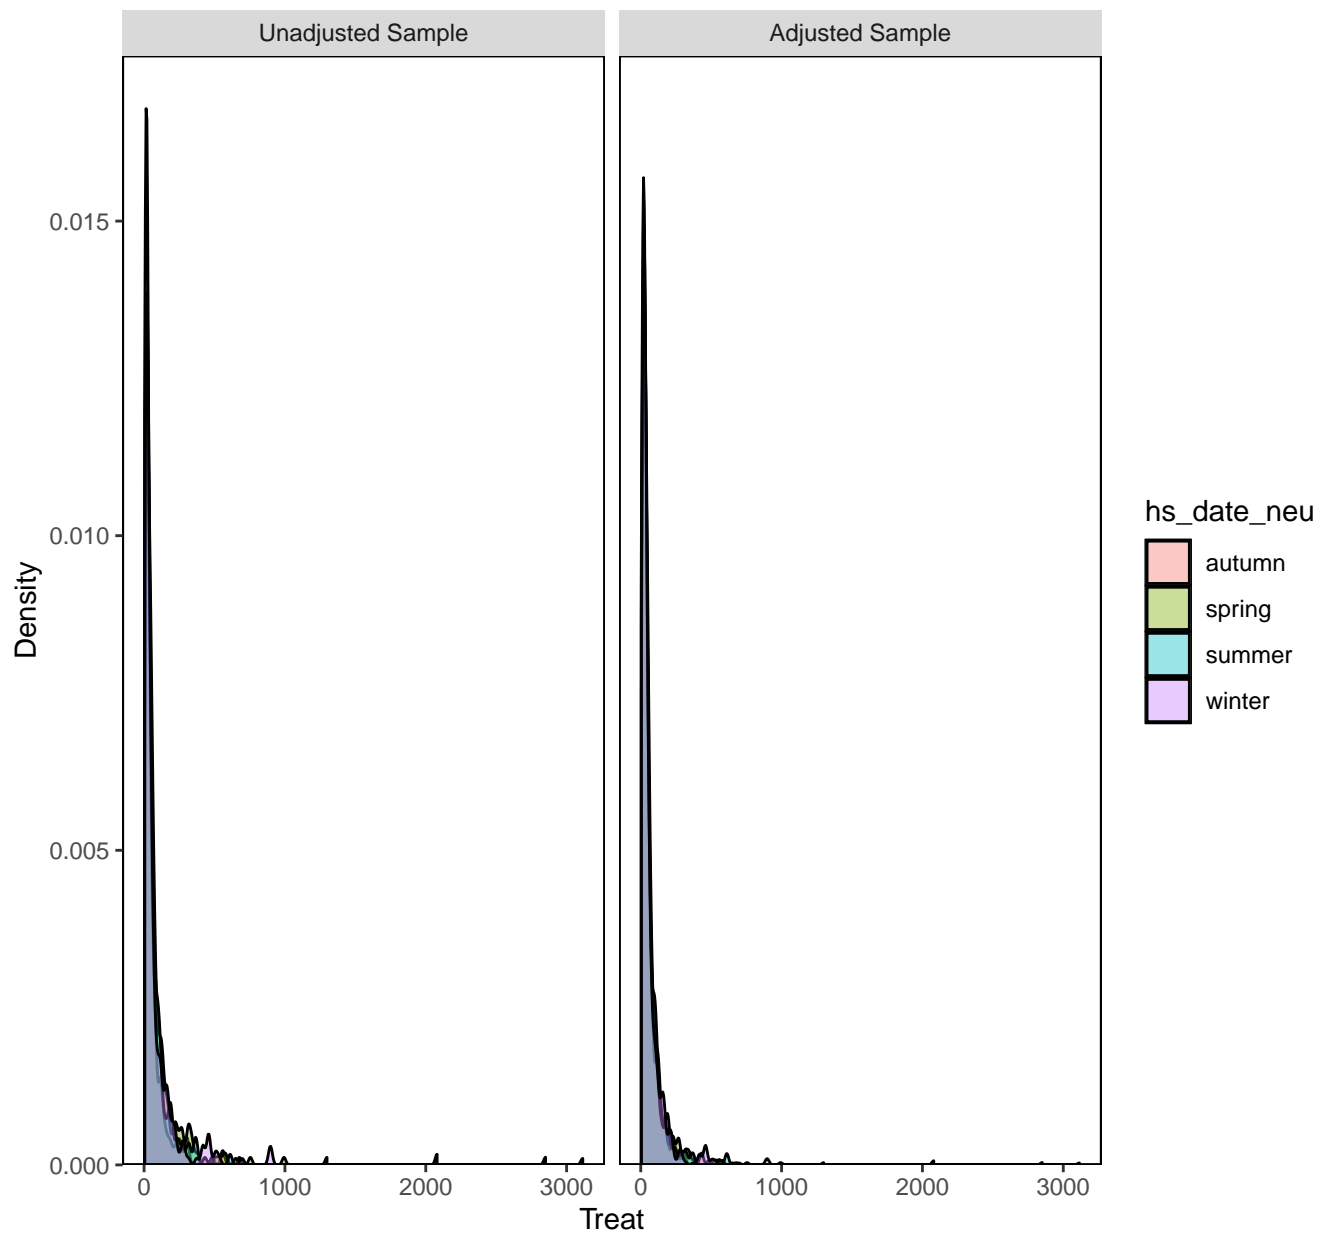 Unadjusted Sample
Adjusted Sample
0.015
0.010
0.005
0.000
Density
0
1000
2000
3000
0
1000
2000
3000
Treat
hs_date_neu
autumn
spring
summer
winter